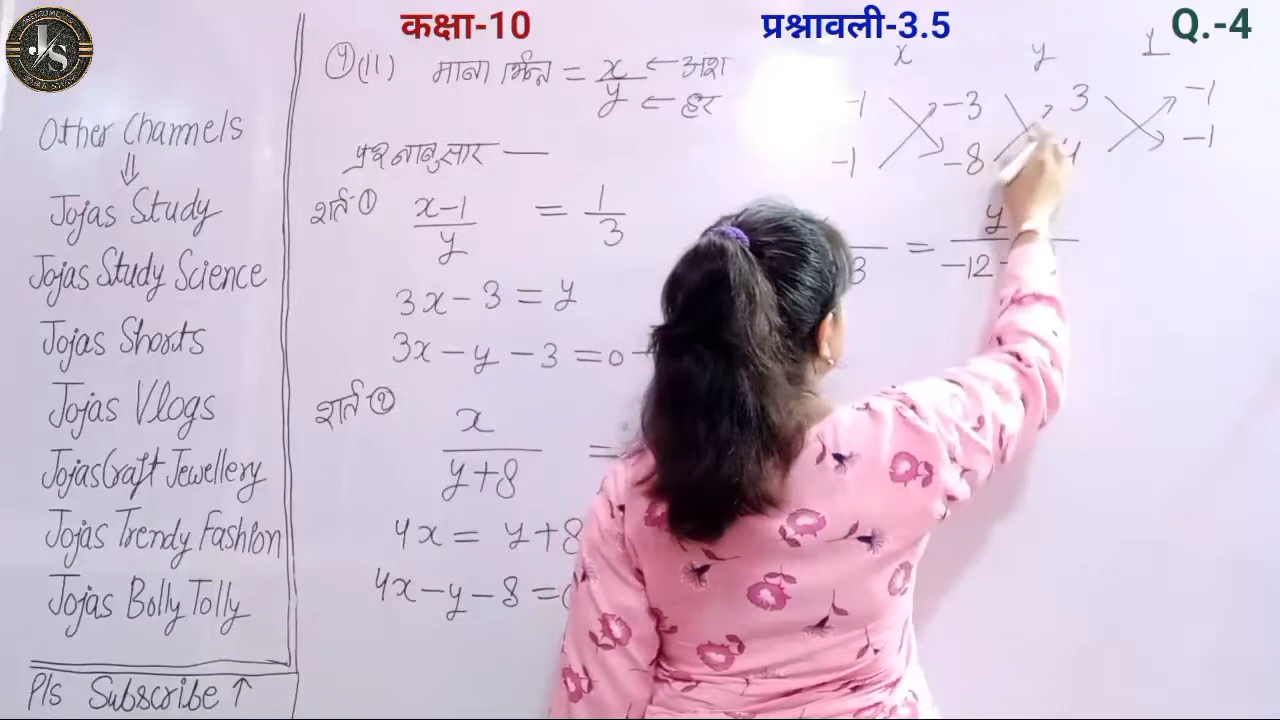 कक्षा-10 प्रश्नावली-3.5 Q.-4
J/S
Other Channels
⇓
Jojas Study
Jojas Study Science
Jojas Shorts
Jojas Vlogs
JojasCraft Jewellery
Jojas Trendy Fashion
Jojas Bolly Tolly
Pls Subscribe ↑
(ii) माना भिन्न = x/y ← अंश
← हर
प्रश्नानुसार —
शर्त ① (x-1)/y = 1/3
3x - 3 = y
3x - y - 3 = 0
शर्त ② x/(y+8) =
4x = y+8
4x - y - 8 = 0
x y 1
-1 -3 3 -1
-1 -8 4 -1
3 = y/-12